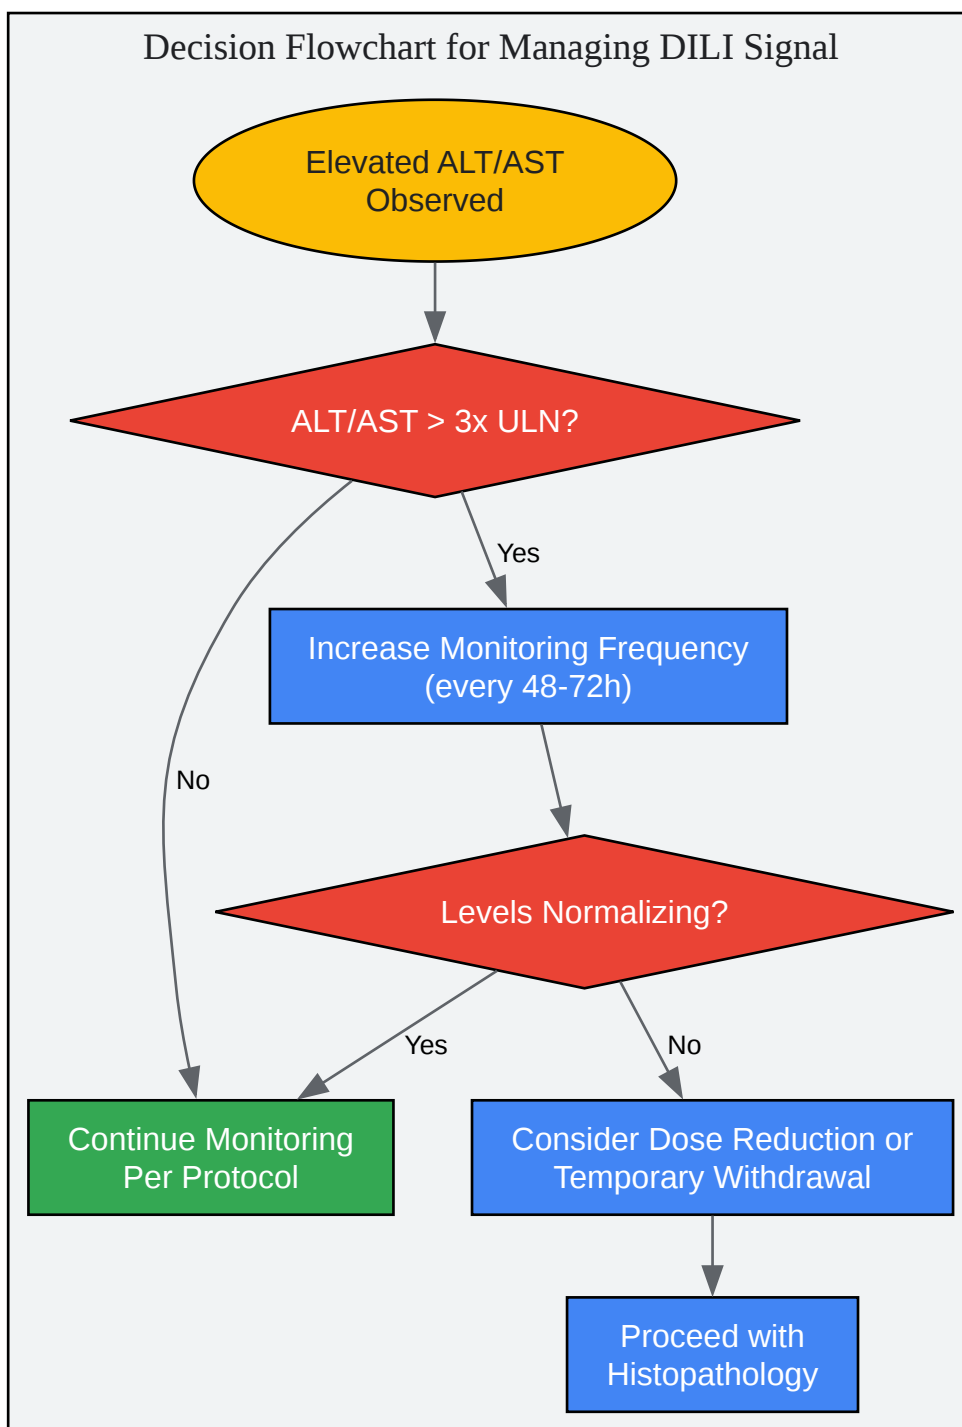 Decision Flowchart for Managing DILI Signal
Elevated ALT/AST
Observed
ALT/AST > 3x ULN?
Yes
Increase Monitoring Frequency
(every 48-72h)
No
Levels Normalizing?
Yes
No
Continue Monitoring
Per Protocol
Consider Dose Reduction or
Temporary Withdrawal
Proceed with
Histopathology